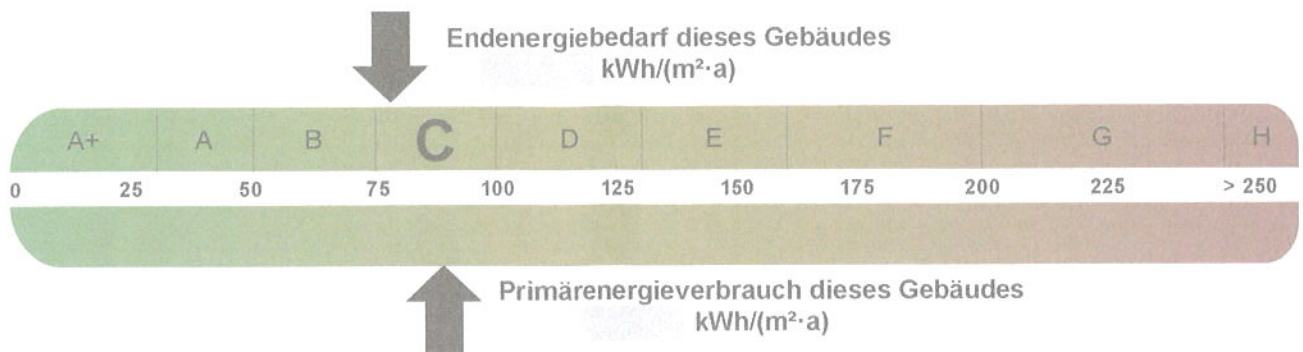 Endenergiebedarf dieses Gebäudes
kWh/(m²·a)
A+ A B C D E F G H
0 25 50 75 100 125 150 175 200 225 > 250
Primärenergieverbrauch dieses Gebäudes
kWh/(m²·a)